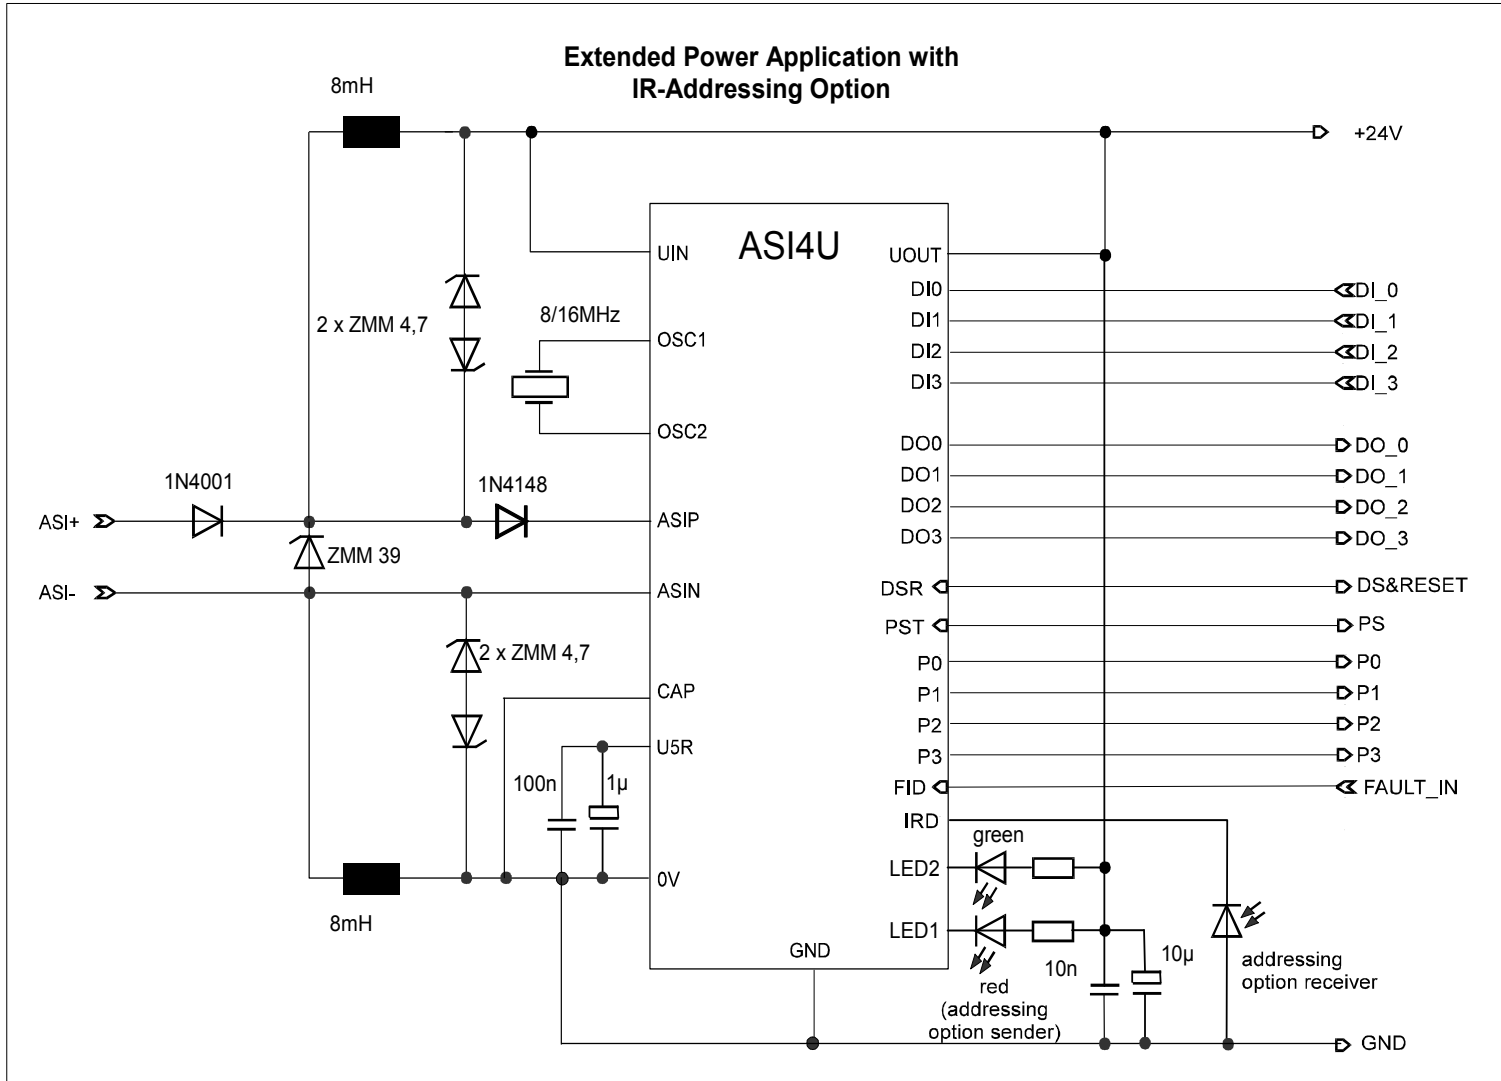 Extended Power Application with
IR-Addressing Option
8mH
+24V
ASI4U
UIN
UOUT
DI0
DI_0
8/16MHz
2 x ZMM 4,7
OSC1
DI1
DI_1
DI2
DI_2
DI3
DI_3
OSC2
DO0
DO_0
1N4001
1N4148
DO1
DO_1
ASI+
ASIP
DO2
DO_2
ZMM 39
DO3
DO_3
ASI-
ASIN
DSR
DS&RESET
PST
PS
2 x ZMM 4,7
P0
P0
CAP
P1
P1
P2
P2
U5R
P3
P3
100n
1µ
FID
FAULT_IN
IRD
green
0V
LED2
8mH
LED1
GND
10n
10µ
addressing
option receiver
red
(addressing
option sender)
GND